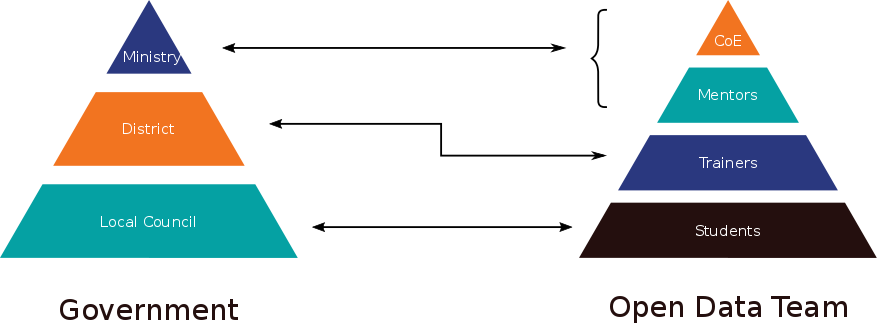 Ministry
District
Local Council
Government
CoE
Mentors
Trainers
Students
Open Data Team